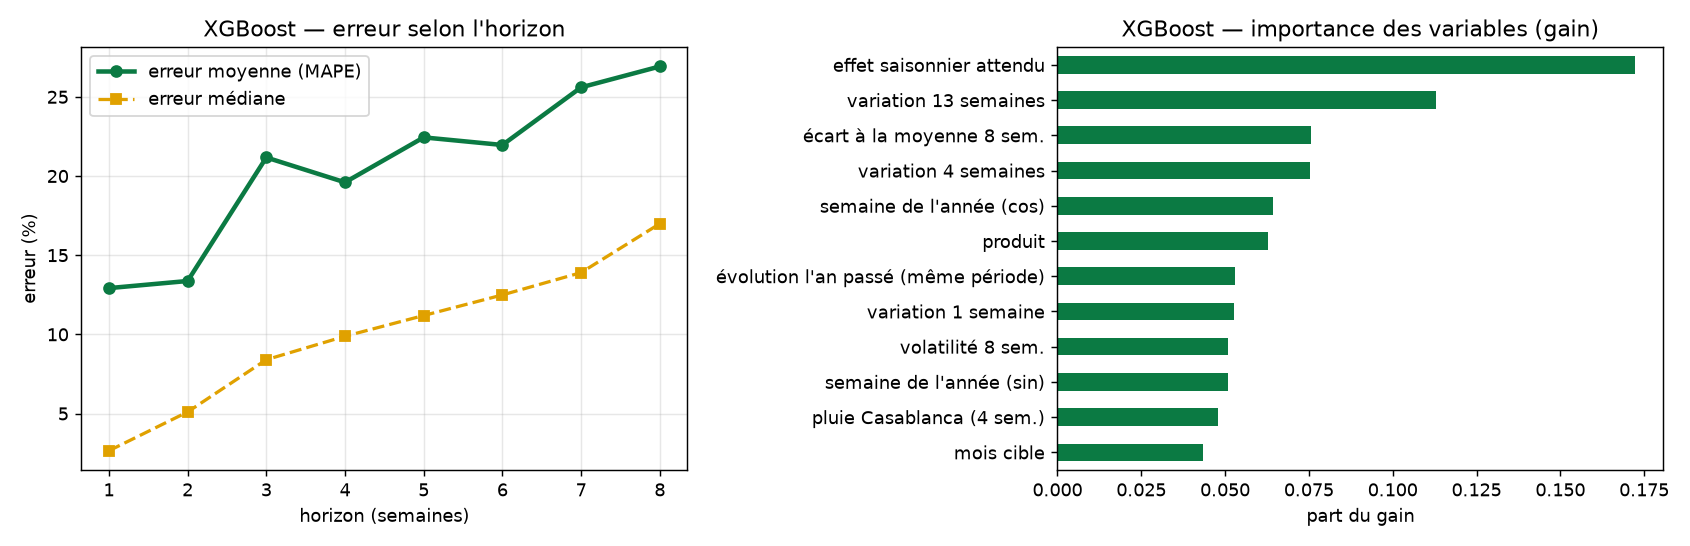 XGBoost — erreur selon l'horizon
erreur moyenne (MAPE)
erreur médiane
25
20
15
10
5
erreur (%)
1 2 3 4 5 6 7 8
horizon (semaines)
XGBoost — importance des variables (gain)
effet saisonnier attendu
variation 13 semaines
écart à la moyenne 8 sem.
variation 4 semaines
semaine de l'année (cos)
produit
évolution l'an passé (même période)
variation 1 semaine
volatilité 8 sem.
semaine de l'année (sin)
pluie Casablanca (4 sem.)
mois cible
0.000 0.025 0.050 0.075 0.100 0.125 0.150 0.175
part du gain